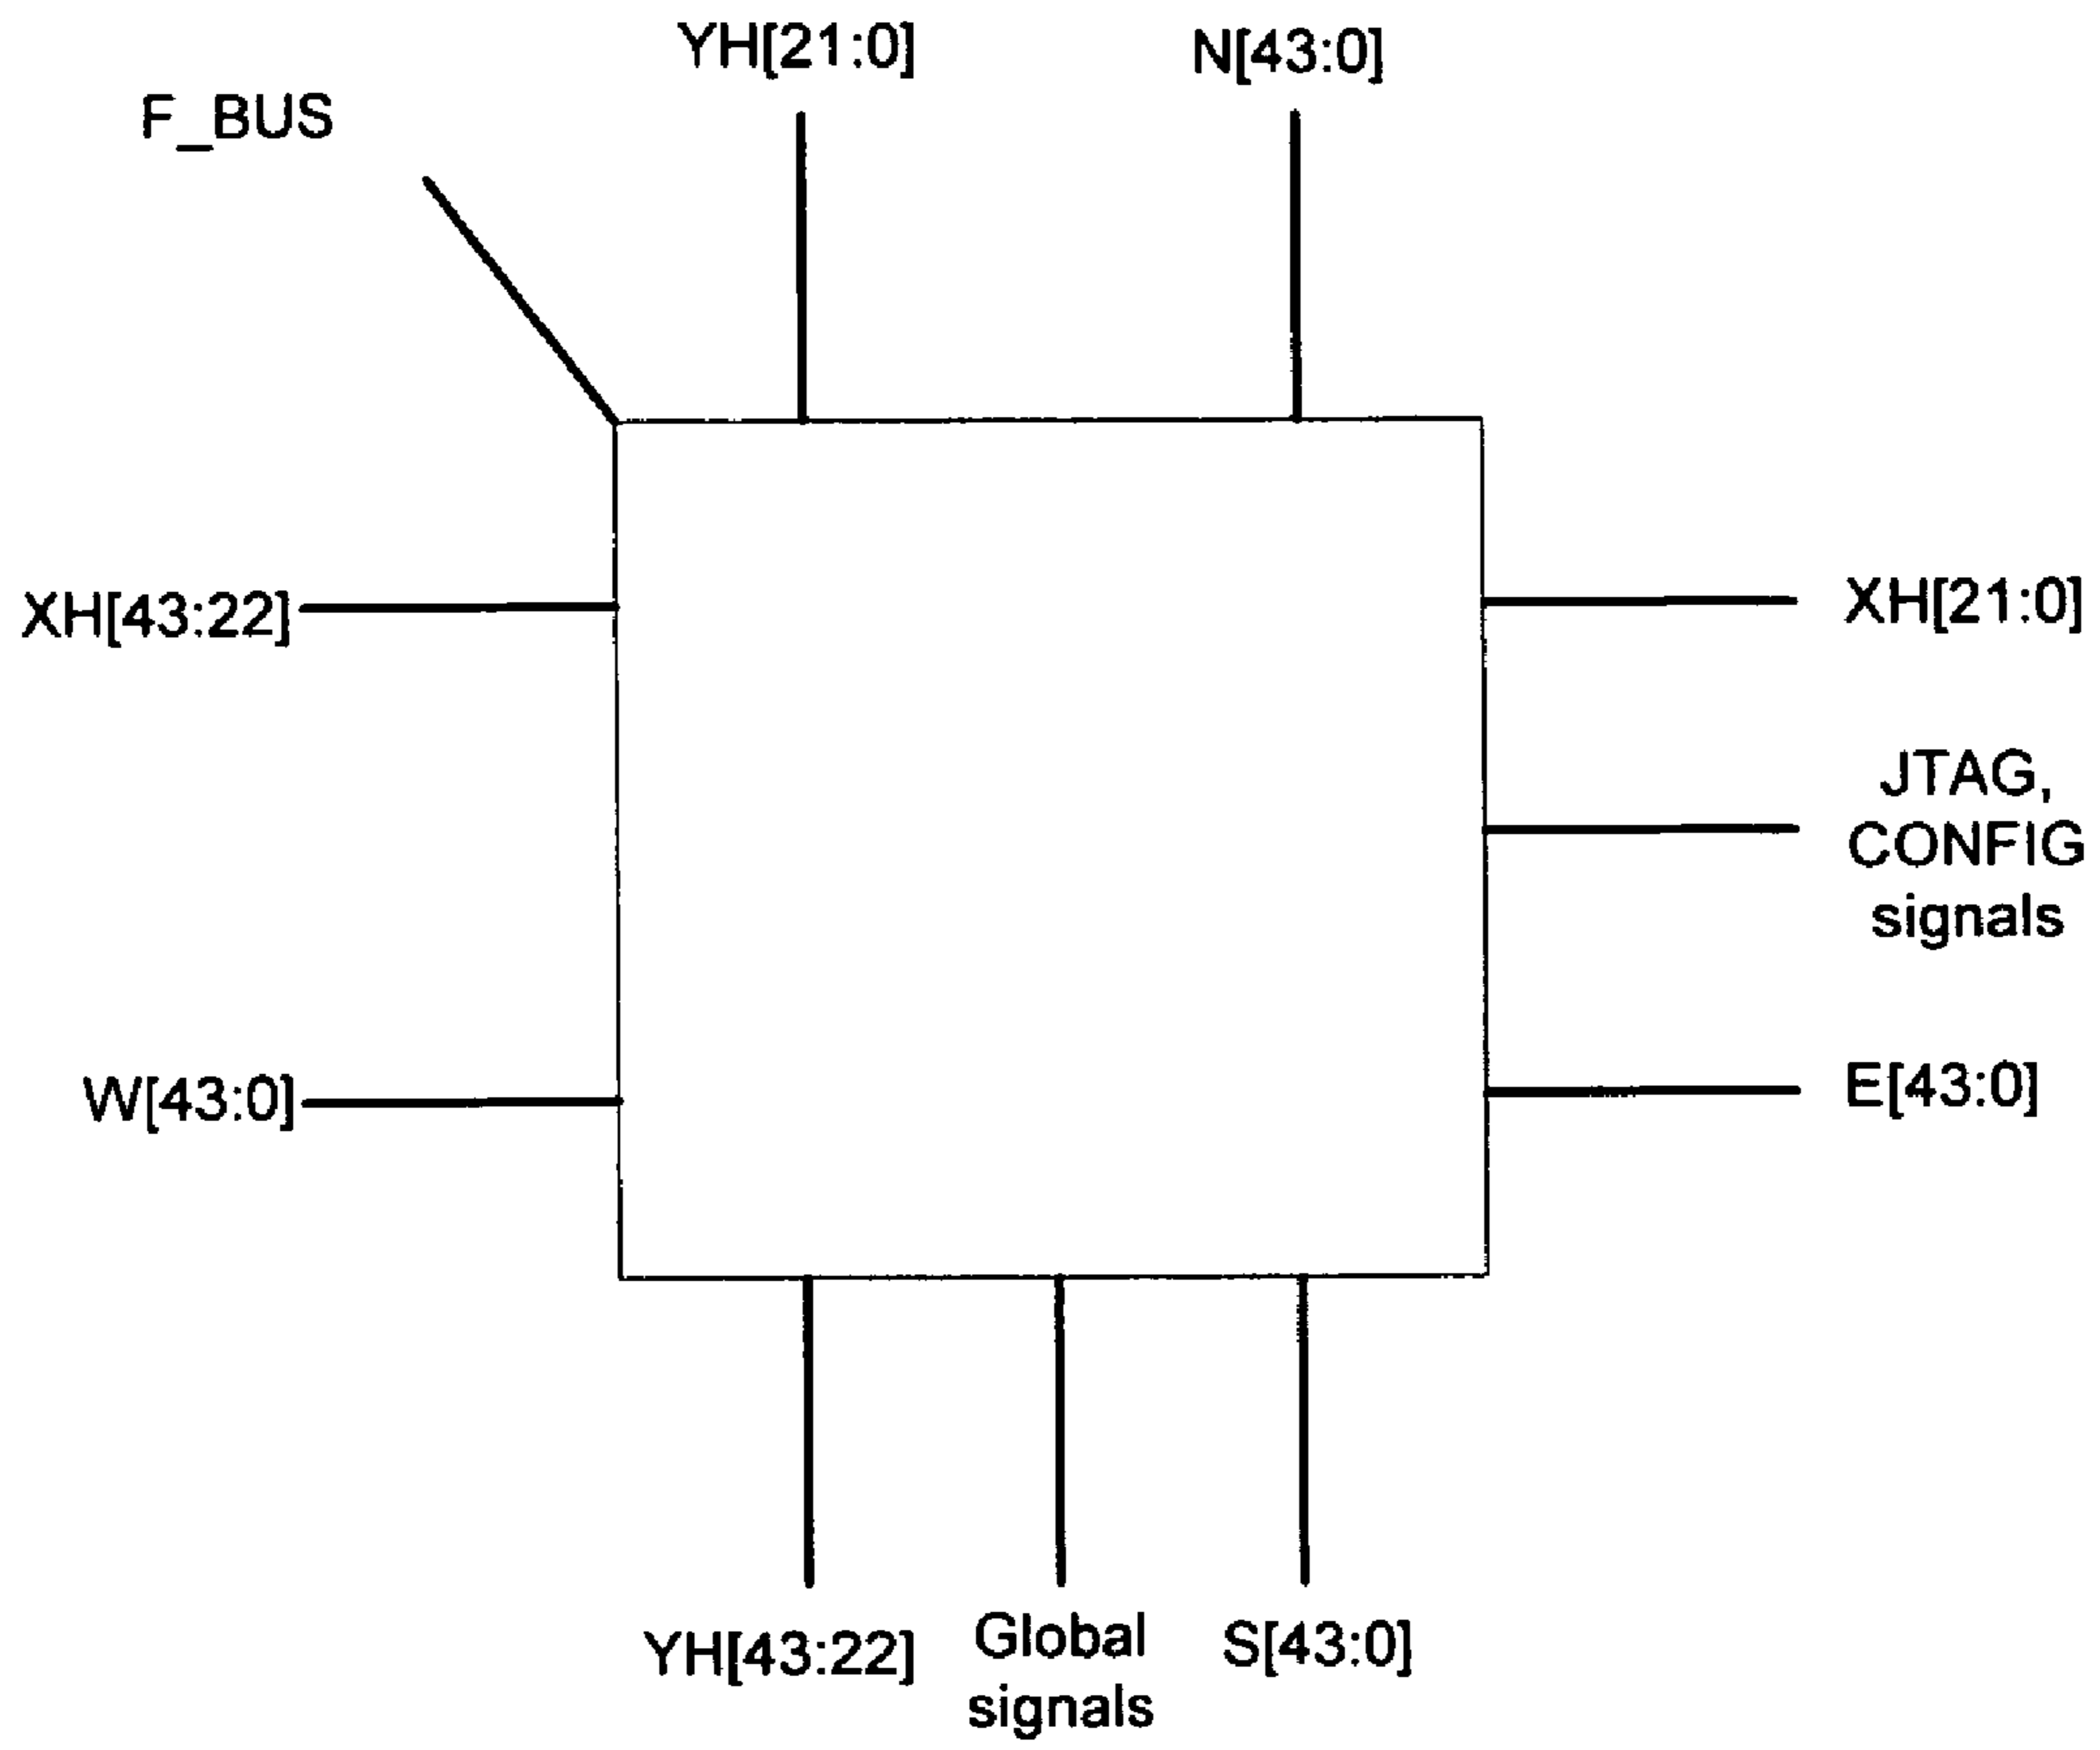 YH[21:0]
N[43:0]
F_BUS
XH[43:22]
XH[21:0]
JTAG,
CONFIG
signals
W[43:0]
E[43:0]
YH[43:22]
Global
signals
S[43:0]